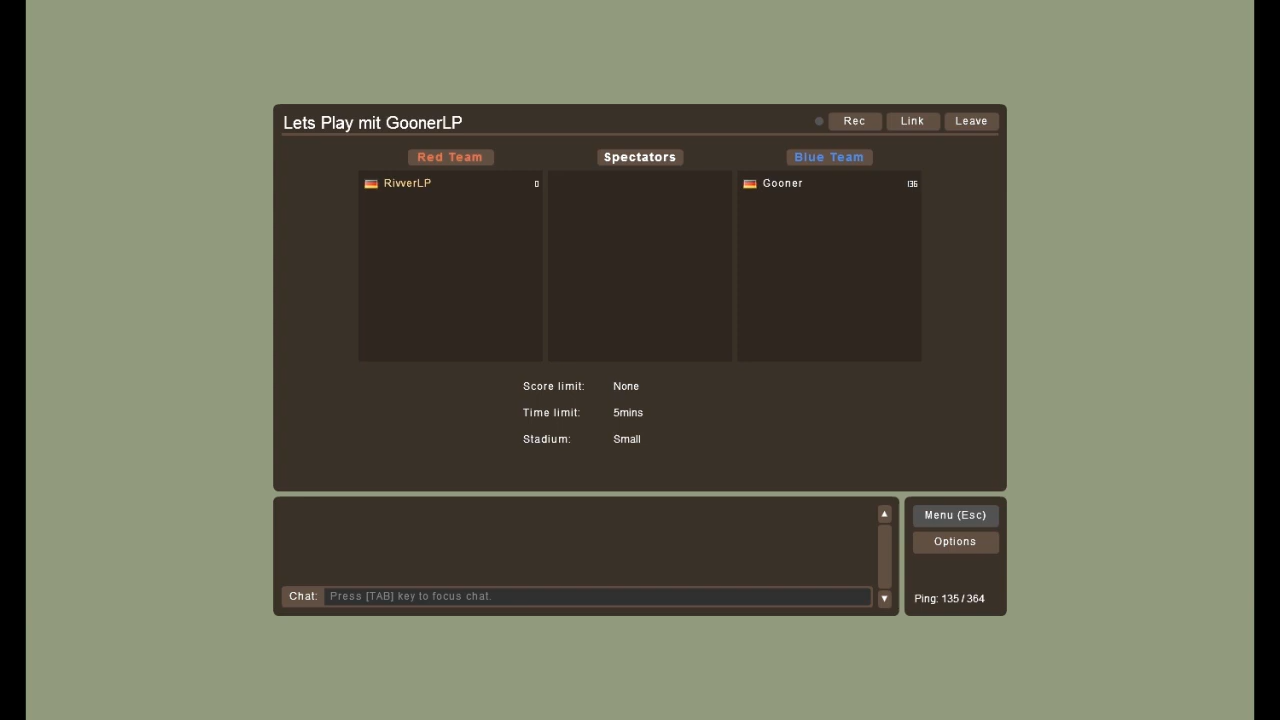 Lets Play mit GoonerLP
Rec Link Leave
Red Team Spectators Blue Team
RivverLP 0 Gooner 136
Score limit: None
Time limit: 5mins
Stadium: Small
Menu (Esc)
Options
Chat: Press [TAB] key to focus chat.
Ping: 135 / 364